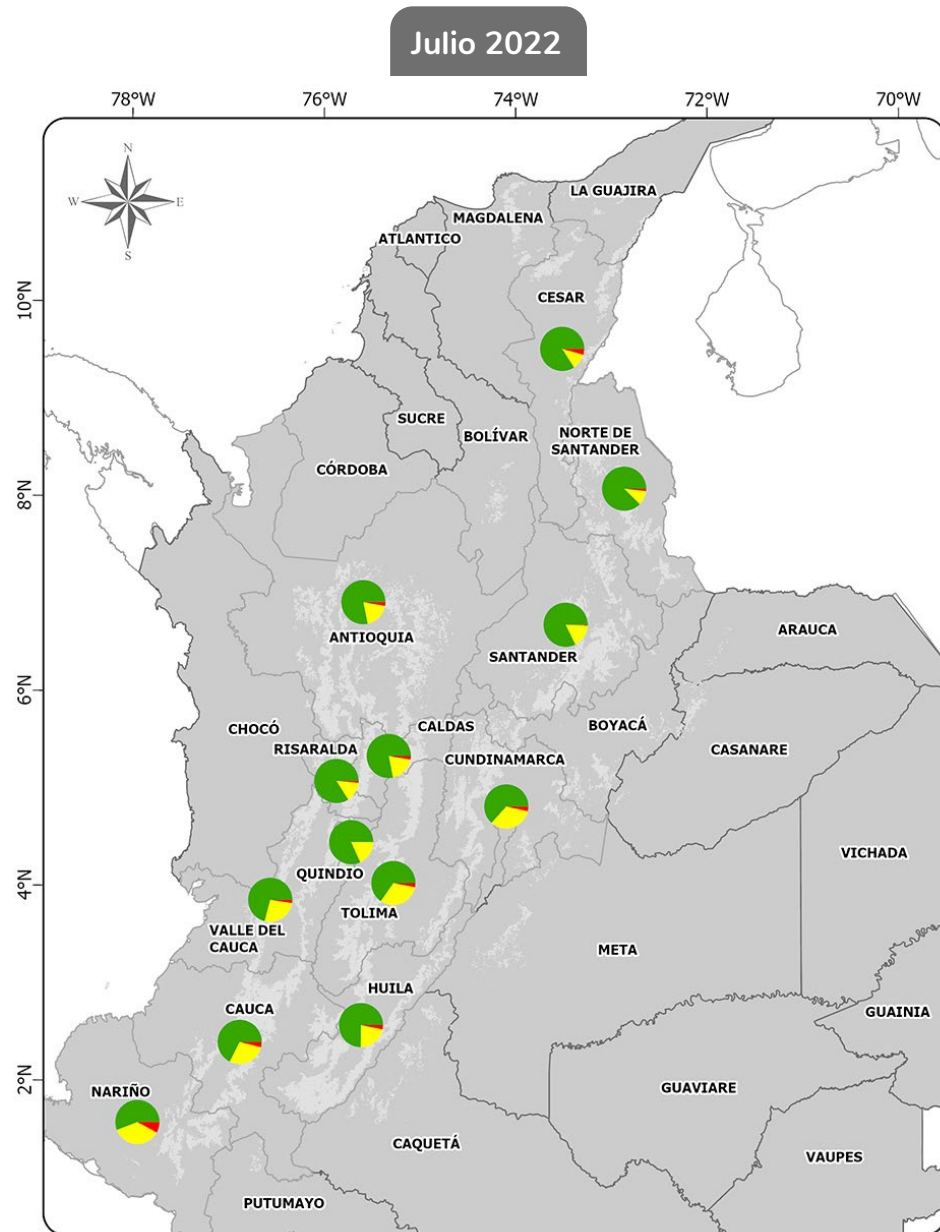 Julio 2022
78°W
76°W
74°W
72°W
70°W
N
W
E
S
10°N
8°N
6°N
4°N
2°N
LA GUAJIRA
MAGDALENA
ATLANTICO
CESAR
SUCRE
BOLÍVAR
NORTE DE
SANTANDER
CÓRDOBA
ANTIOQUIA
SANTANDER
ARAUCA
CHOCÓ
CALDAS
BOYACÁ
RISARALDA
CUNDINAMARCA
CASANARE
VICHADA
QUINDIO
TOLIMA
VALLE DEL
CAUCA
META
HUILA
CAUCA
GUAINIA
NARIÑO
GUAVIARE
CAQUETÁ
VAUPES
PUTUMAYO